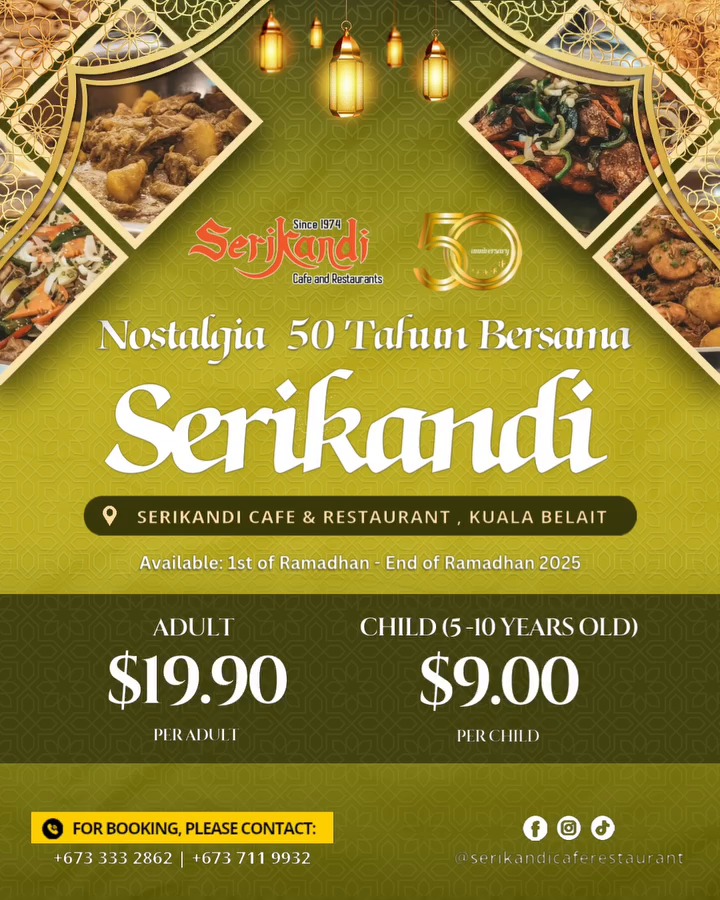 Since 1974
Serikandi
Cafe and Restaurants
50
anniversary
Nostalgia 50 Tahun Bersama
Serikandi
SERIKANDI CAFE & RESTAURANT , KUALA BELAIT
Available: 1st of Ramadhan - End of Ramadhan 2025
ADULT
$19.90
PER ADULT
CHILD (5 -10 YEARS OLD)
$9.00
PER CHILD
FOR BOOKING, PLEASE CONTACT:
+673 333 2862 | +673 711 9932
@serikandicaferestaurant